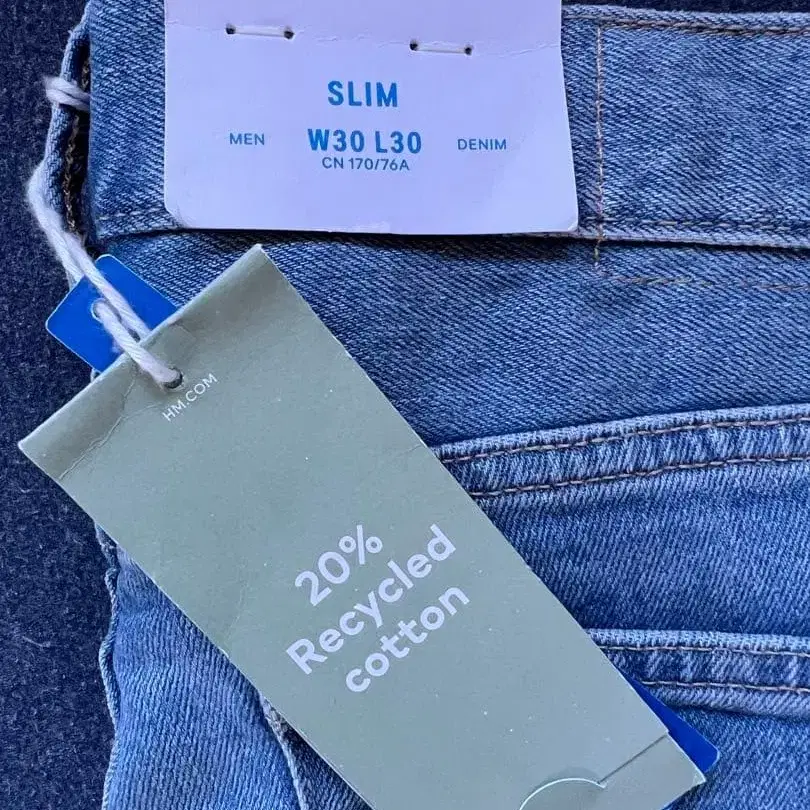 SLIM
MEN W30 L30 DENIM
CN 170/76A
HM.COM
20%
Recycled
cotton